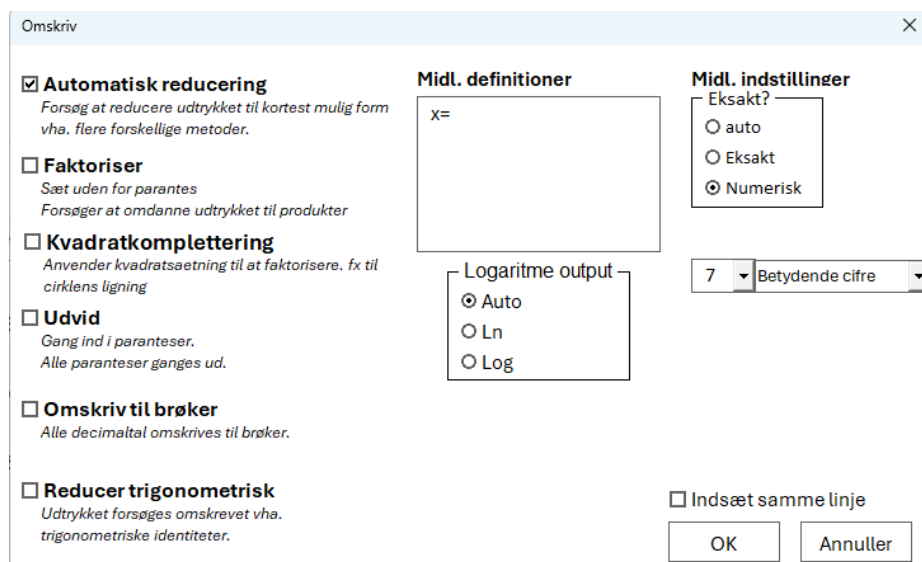 Omskriv
Automatisk reducering
Forsøg at reducere udtrykket til kortest mulig form
vha. flere forskellige metoder.
Faktoriser
Sæt uden for parantes
Forsøger at omdanne udtrykket til produkter
Kvadratkomplettering
Anvender kvadratsaetning til at faktorisere. fx til
cirklens ligning
Udvid
Gang ind i paranteser.
Alle paranteser ganges ud.
Omskriv til brøker
Alle decimaltal omskrives til brøker.
Reducer trigonometrisk
Udtrykket forsøges omskrevet vha.
trigonometriske identiteter.
Midl. definitioner
x=
Logaritme output
Auto
Ln
Log
Midl. indstillinger
Eksakt?
auto
Eksakt
Numerisk
7 Betydende cifre
Indsæt samme linje
OK Annuller